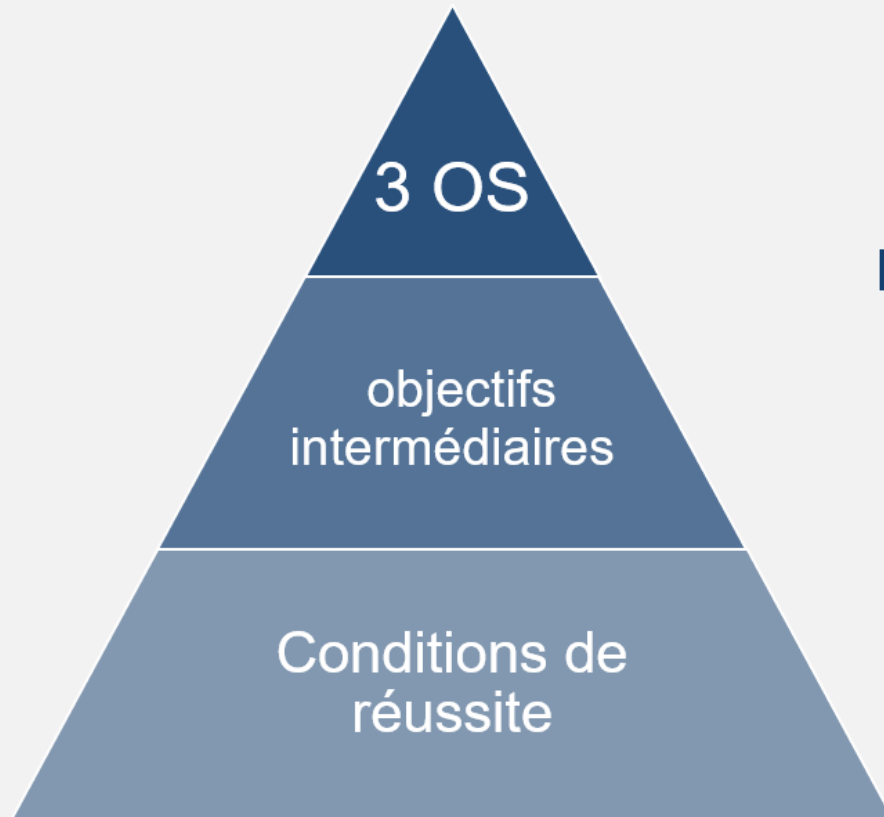 3 OS
objectifs
intermédiaires
Conditions de
réussite